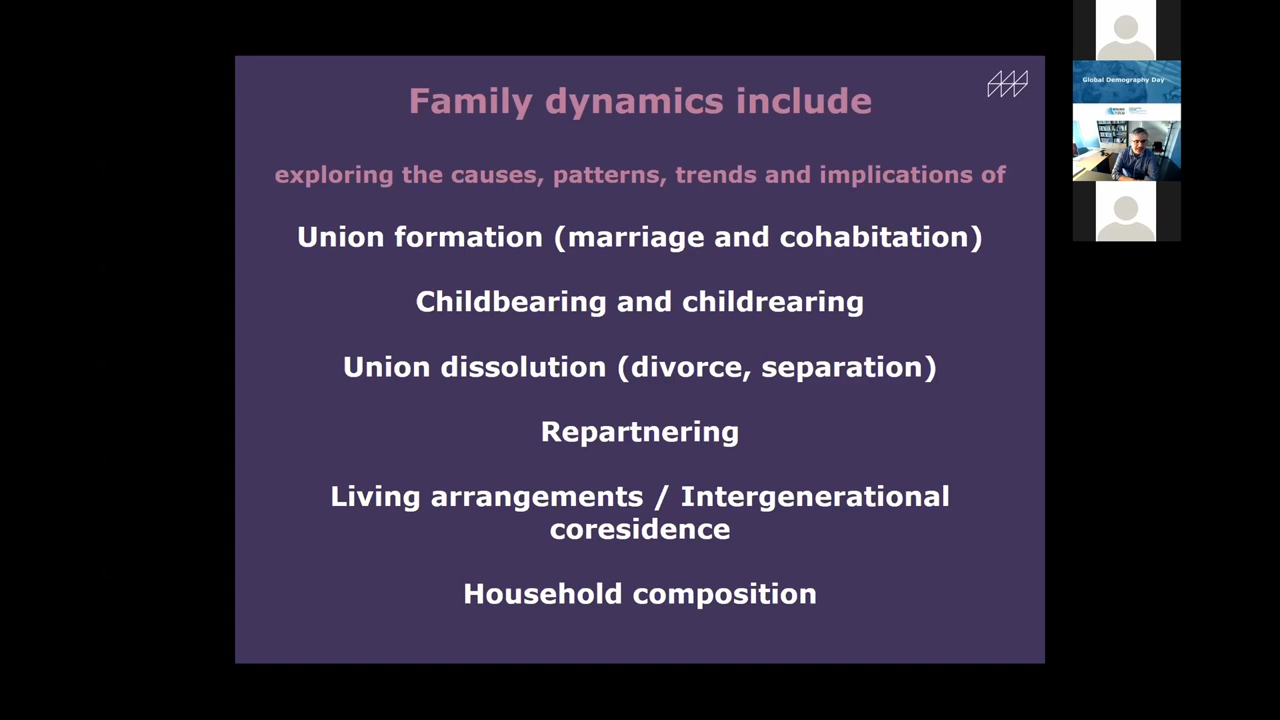 Family dynamics include
exploring the causes, patterns, trends and implications of
Union formation (marriage and cohabitation)
Childbearing and childrearing
Union dissolution (divorce, separation)
Repartnering
Living arrangements / Intergenerational
coresidence
Household composition
Global Demography Day